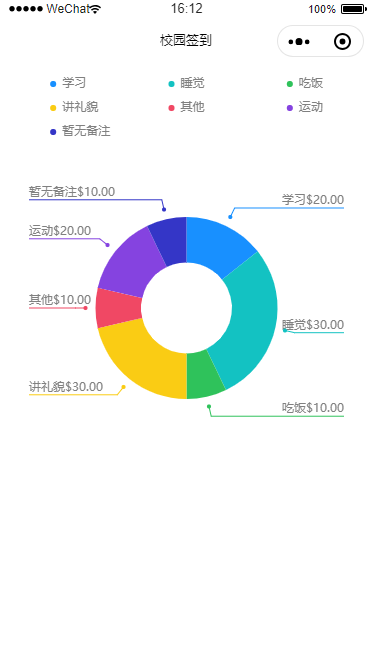 WeChat 16:12 100%
校园签到
学习 睡觉 吃饭
讲礼貌 其他 运动
暂无备注
暂无备注$10.00
学习$20.00
运动$20.00
其他$10.00
睡觉$30.00
讲礼貌$30.00
吃饭$10.00